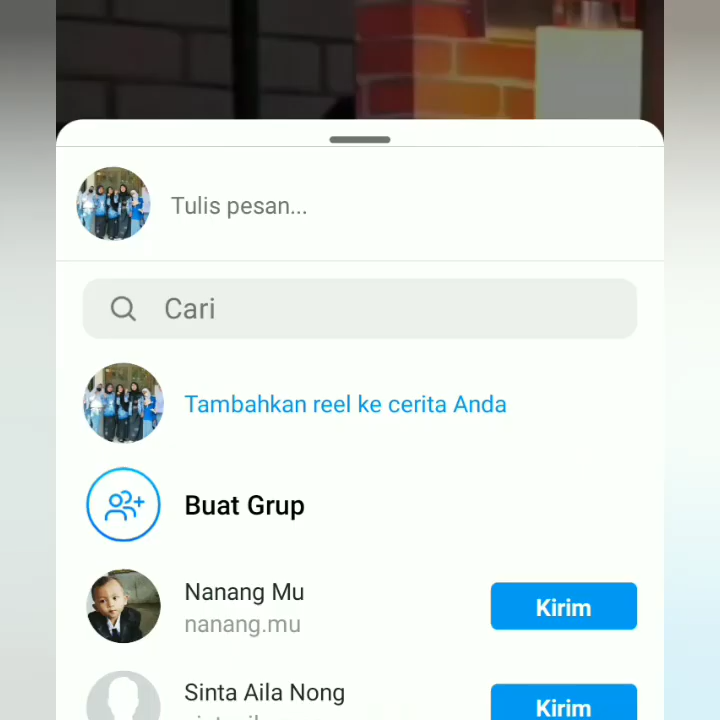 Tulis pesan...
Cari
Tambahkan reel ke cerita Anda
Buat Grup
Nanang Mu
nanang.mu
Kirim
Sinta Aila Nong
Kirim